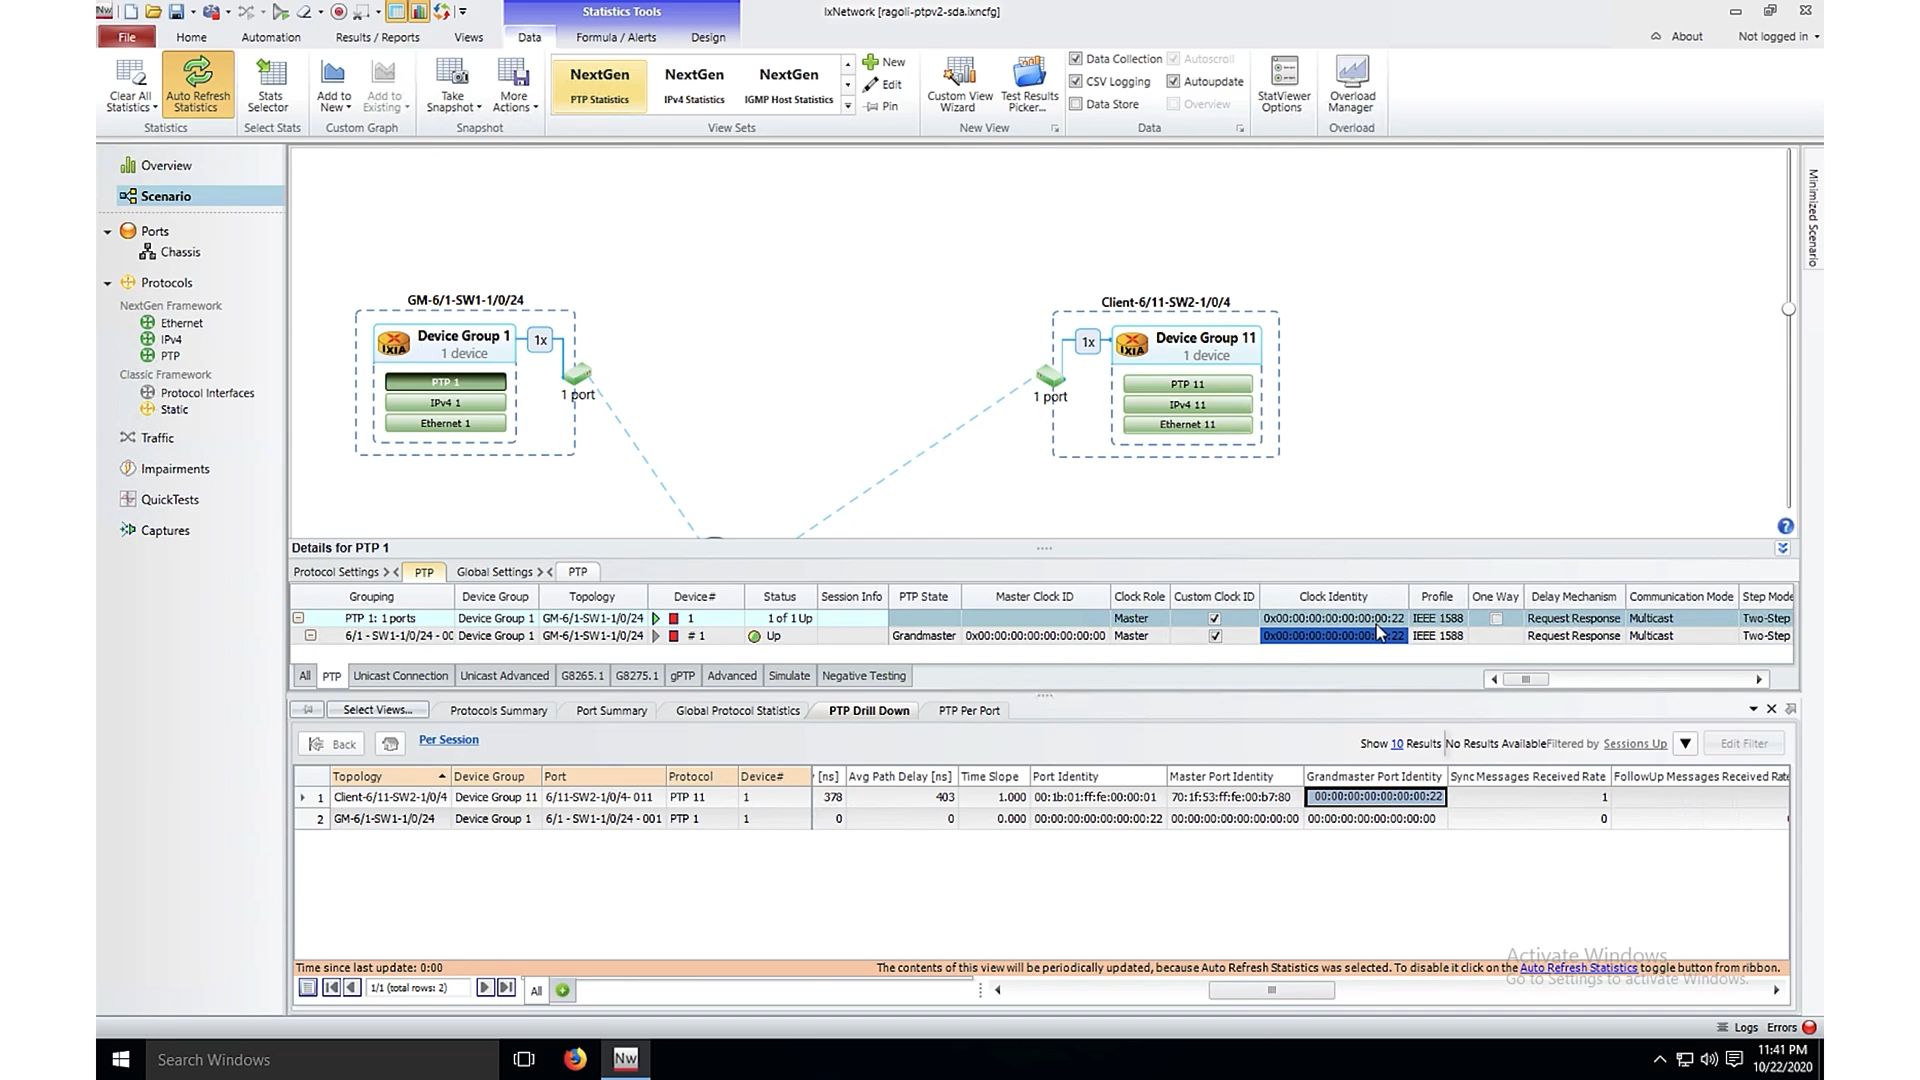 Nw
Statistics Tools
IxNetwork [ragoli-ptpv2-sda.ixncfg]
File Home Automation Results / Reports Views Data Formula / Alerts Design About Not logged in
Clear All Statistics
Auto Refresh Statistics
Statistics
Stats Selector
Select Stats
Add to New
Add to Existing
Custom Graph
Take Snapshot
More Actions
Snapshot
NextGen
PTP Statistics
NextGen
IPv4 Statistics
NextGen
IGMP Host Statistics
New
Edit
Pin
View Sets
Custom View Wizard
Test Results Picker...
New View
Data Collection Autoscroll
CSV Logging Autoupdate
Data Store Overview
Data
StatViewer Options
Overload Manager
Overload
Overview
Scenario
Ports
Chassis
Protocols
NextGen Framework
Ethernet
IPv4
PTP
Classic Framework
Protocol Interfaces
Static
Traffic
Impairments
QuickTests
Captures
Minimized Scenario
GM-6/1-SW1-1/0/24
IXIA
Device Group 1
1 device
1x
PTP 1
IPv4 1
Ethernet 1
1 port
Client-6/11-SW2-1/0/4
1x
IXIA
Device Group 11
1 device
PTP 11
IPv4 11
Ethernet 11
1 port
Details for PTP 1
Protocol Settings PTP Global Settings PTP
Grouping Device Group Topology Device# Status Session Info PTP State Master Clock ID Clock Role Custom Clock ID Clock Identity Profile One Way Delay Mechanism Communication Mode Step Mode
PTP 1: 1 ports Device Group 1 GM-6/1-SW1-1/0/24 1 1 of 1 Up Master 0x00:00:00:00:00:00:00:22 IEEE 1588 Request Response Multicast Two-Step
6/1 - SW1-1/0/24 - 00 Device Group 1 GM-6/1-SW1-1/0/24 # 1 Up Grandmaster 0x00:00:00:00:00:00:00:00 Master IEEE 1588 Request Response Multicast Two-Step
All PTP Unicast Connection Unicast Advanced G8265.1 G8275.1 gPTP Advanced Simulate Negative Testing
Select Views... Protocols Summary Port Summary Global Protocol Statistics PTP Drill Down PTP Per Port
Back Per Session Show 10 Results No Results Available Filtered by Sessions Up Edit Filter
Topology Device Group Port Protocol Device# [ns] Avg Path Delay [ns] Time Slope Port Identity Master Port Identity Grandmaster Port Identity Sync Messages Received Rate FollowUp Messages Received Rate
1 Client-6/11-SW2-1/0/4 Device Group 11 6/11-SW2-1/0/4- 011 PTP 11 1 378 403 1.000 00:1b:01:ff:fe:00:00:01 70:1f:53:ff:fe:00:b7:80 00:00:00:00:00:00:00:22 1
2 GM-6/1-SW1-1/0/24 Device Group 1 6/1 - SW1-1/0/24 - 001 PTP 1 1 0 0 0.000 00:00:00:00:00:00:00:22 00:00:00:00:00:00:00:00 00:00:00:00:00:00:00:00 0
Activate Windows
Time since last update: 0:00 The contents of this view will be periodically updated, because Auto Refresh Statistics was selected. To disable it click on the Auto Refresh Statistics toggle button from ribbon.
Go to Settings to activate Windows.
1/1 (total rows: 2) All
Logs Errors
Search Windows
Nw
11:41 PM
10/22/2020